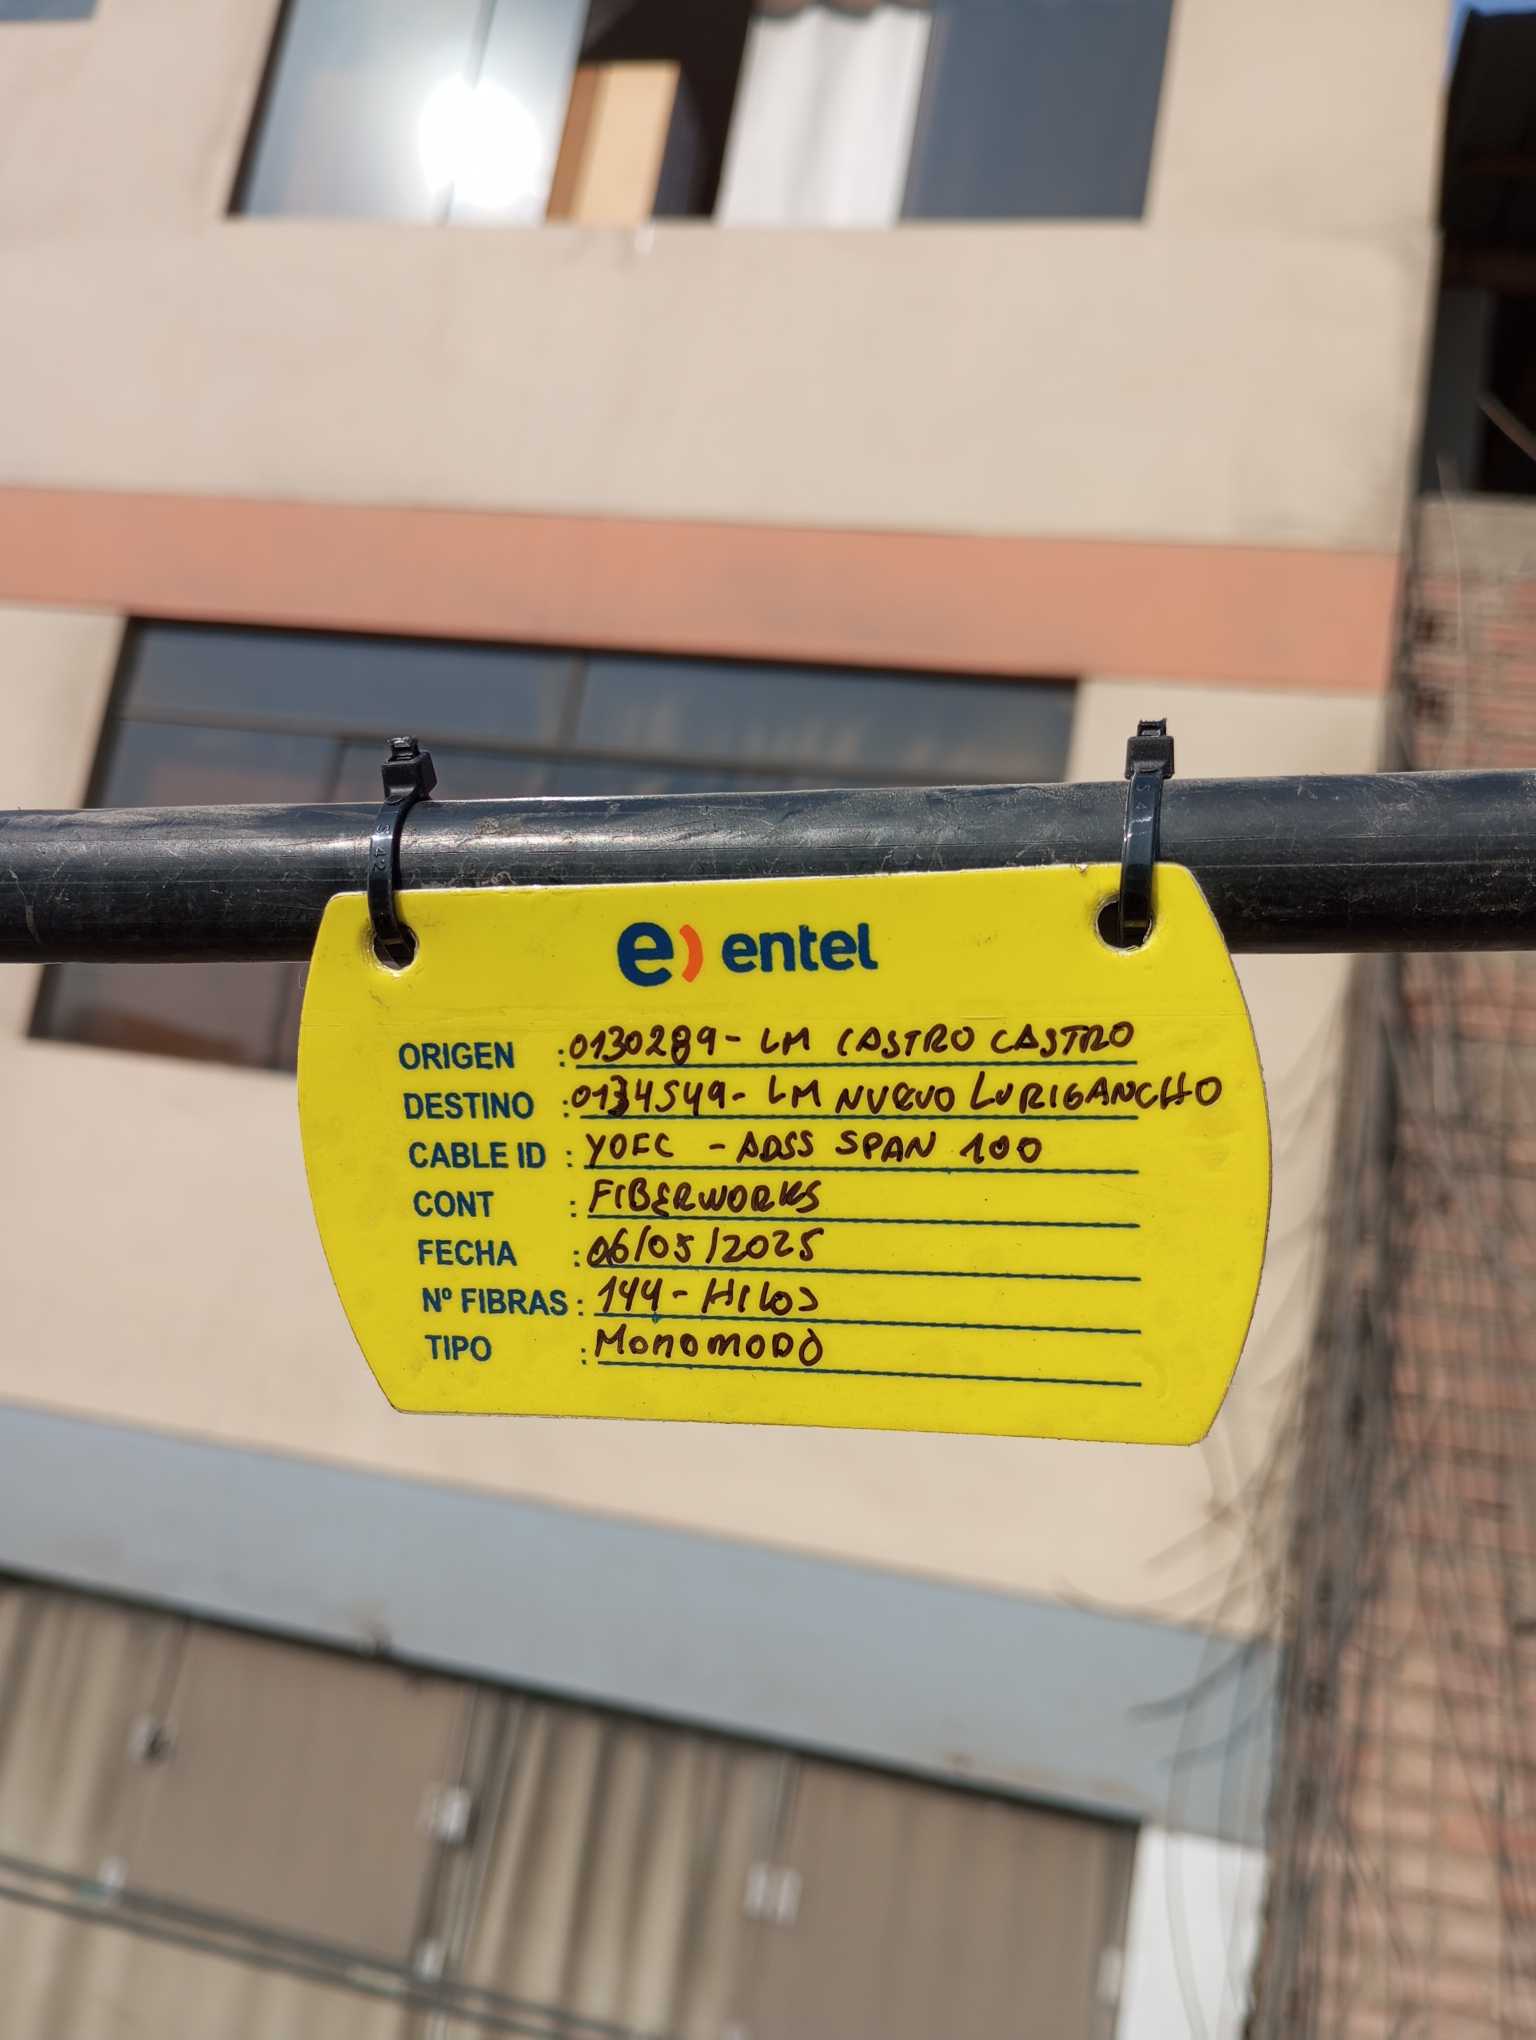 e) entel
ORIGEN : 0130289 - LM CASTRO CASTRO
DESTINO : 0134549 - LM NUEVO LURIGANCHO
CABLE ID : YOFC - ADSS SPAN 100
CONT : FIBERWORKS
FECHA : 06/05/2025
Nº FIBRAS : 144 - HILOS
TIPO : MONOMODO